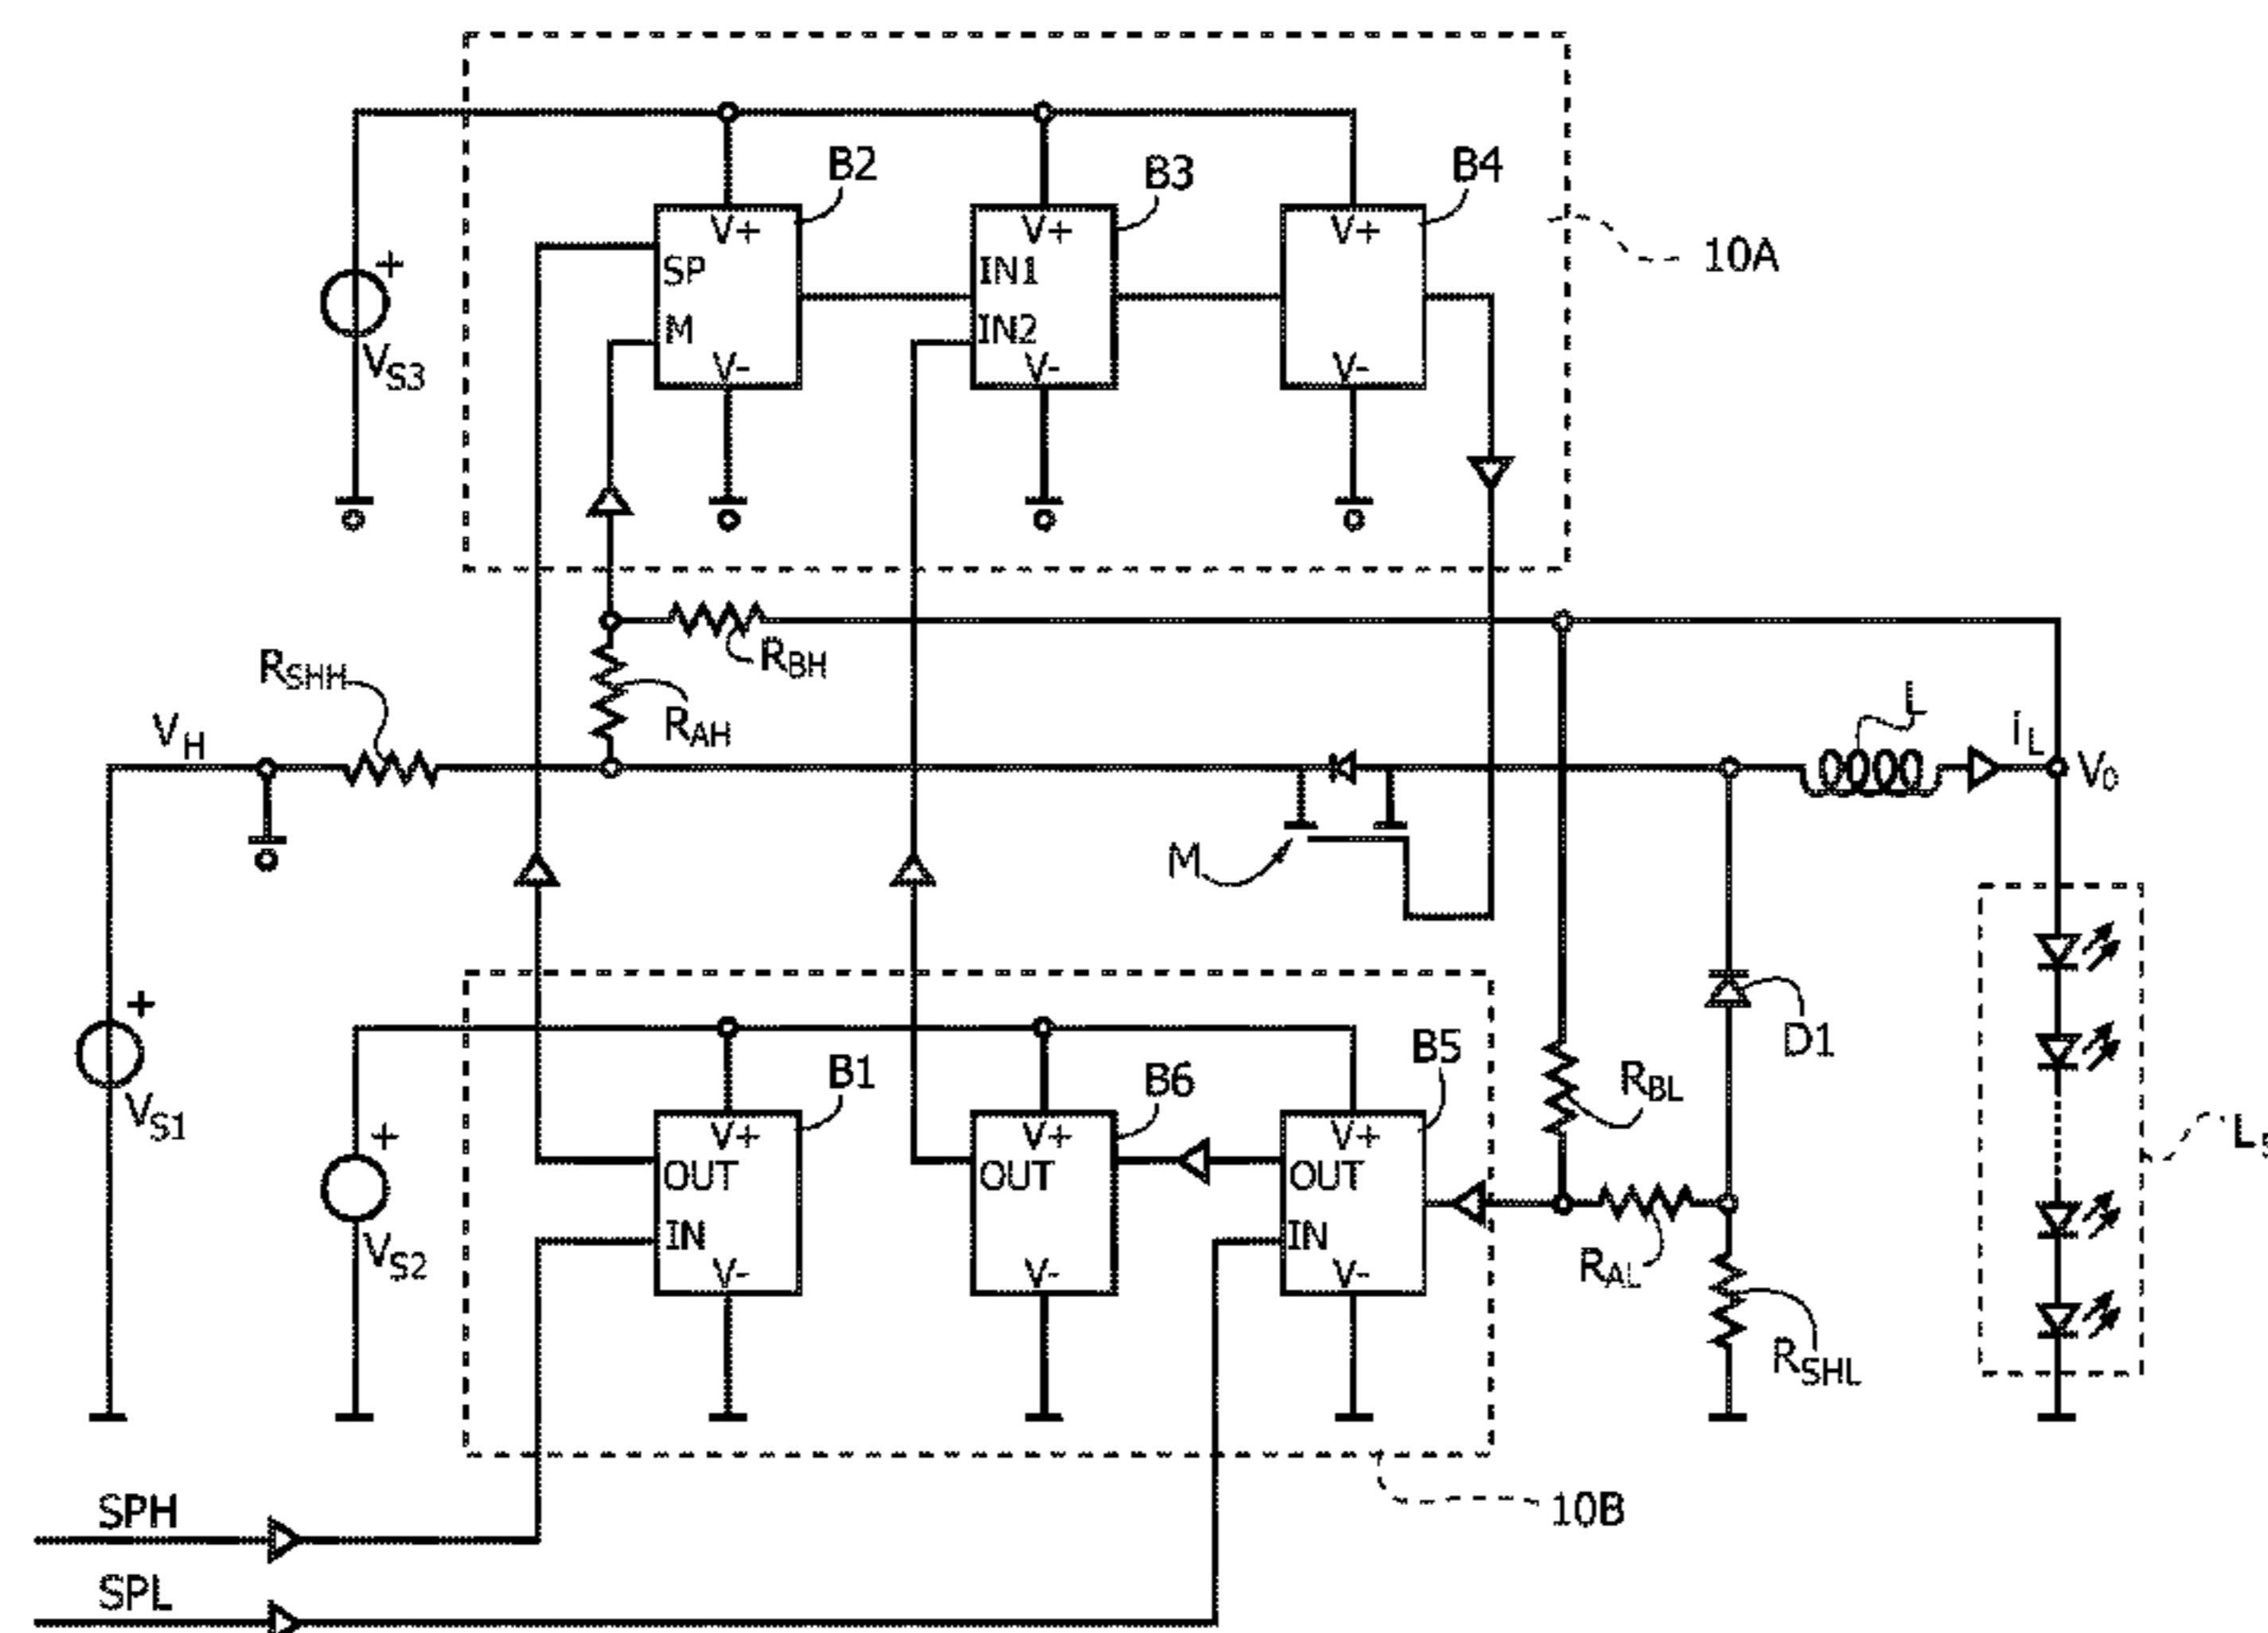 B2
B3
B4
V+
V+
V+
10A
SP
IN1
+
M
IN2
V-
V-
V-
VS3
RBH
RSHH
RAH
L
VH
iL
V0
M
+
B5
D1
B1
B6
RBL
V+
V+
V+
VS1
+
OUT
OUT
OUT
IN
IN
VS2
V-
V-
V-
RAL
RSHL
SPH
10B
SPL